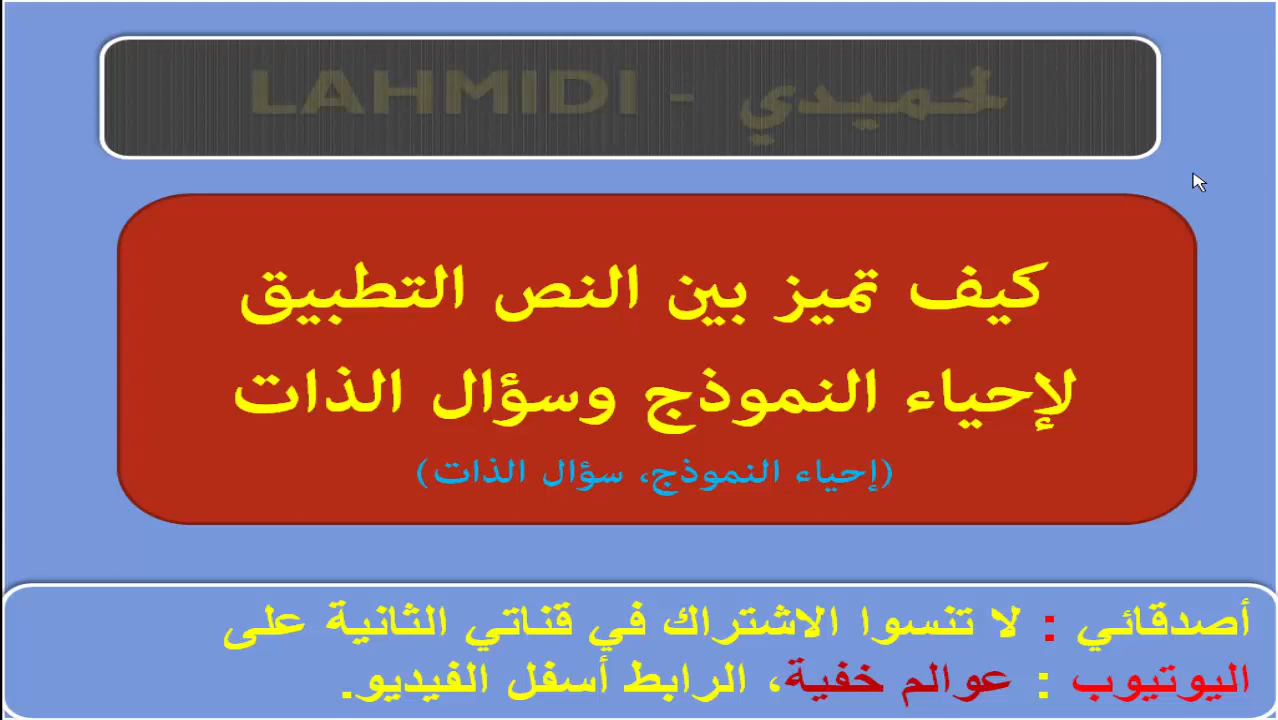 لحميدي - LAHMIDI
كيف تميز بين النص التطبيق
لإحياء النموذج وسؤال الذات
(إحياء النموذج، سؤال الذات)
أصدقائي : لا تنسوا الاشتراك في قناتي الثانية على
اليوتيوب : عوالم خفية، الرابط أسفل الفيديو.